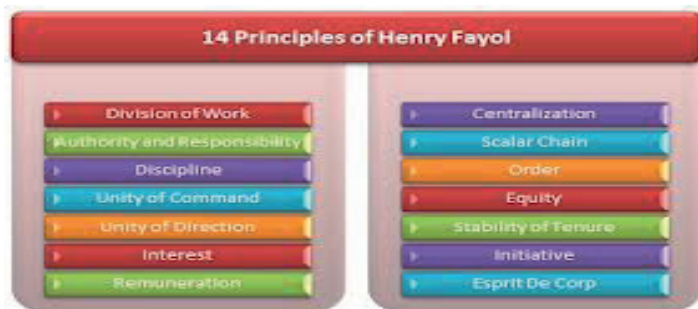 14 Principles of Henry Fayol
Division of Work
Authority and Responsibility
Discipline
Unity of Command
Unity of Direction
Interest
Remuneration
Centralization
Scalar Chain
Order
Equity
Stability of Tenure
Initiative
Esprit De Corp